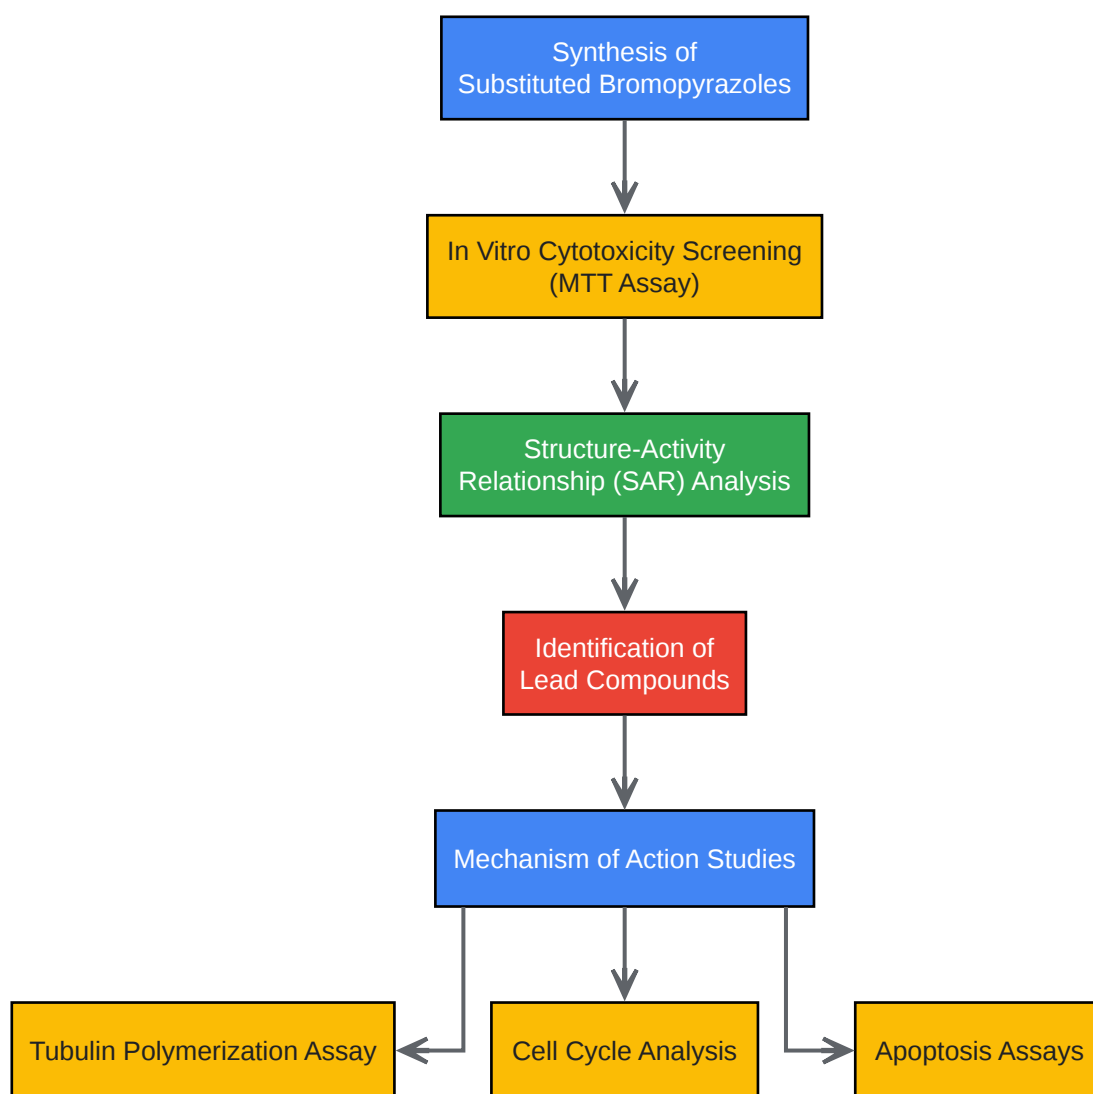 Synthesis of
Substituted Bromopyrazoles
In Vitro Cytotoxicity Screening
(MTT Assay)
Structure-Activity
Relationship (SAR) Analysis
Identification of
Lead Compounds
Mechanism of Action Studies
Tubulin Polymerization Assay
Cell Cycle Analysis
Apoptosis Assays